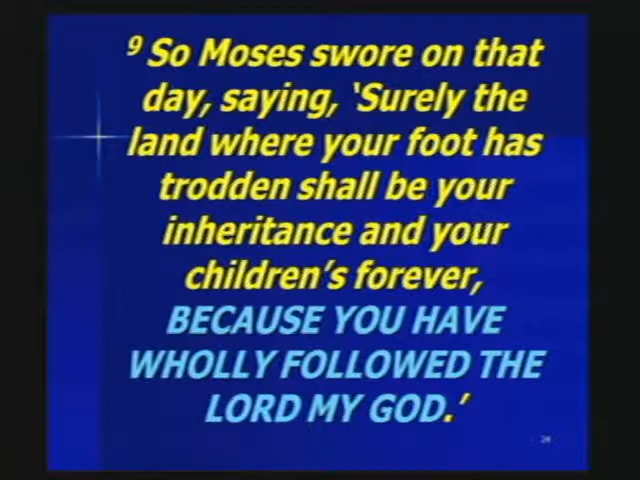 9 So Moses swore on that
day, saying, ‘Surely the
land where your foot has
trodden shall be your
inheritance and your
children’s forever,
BECAUSE YOU HAVE
WHOLLY FOLLOWED THE
LORD MY GOD.’